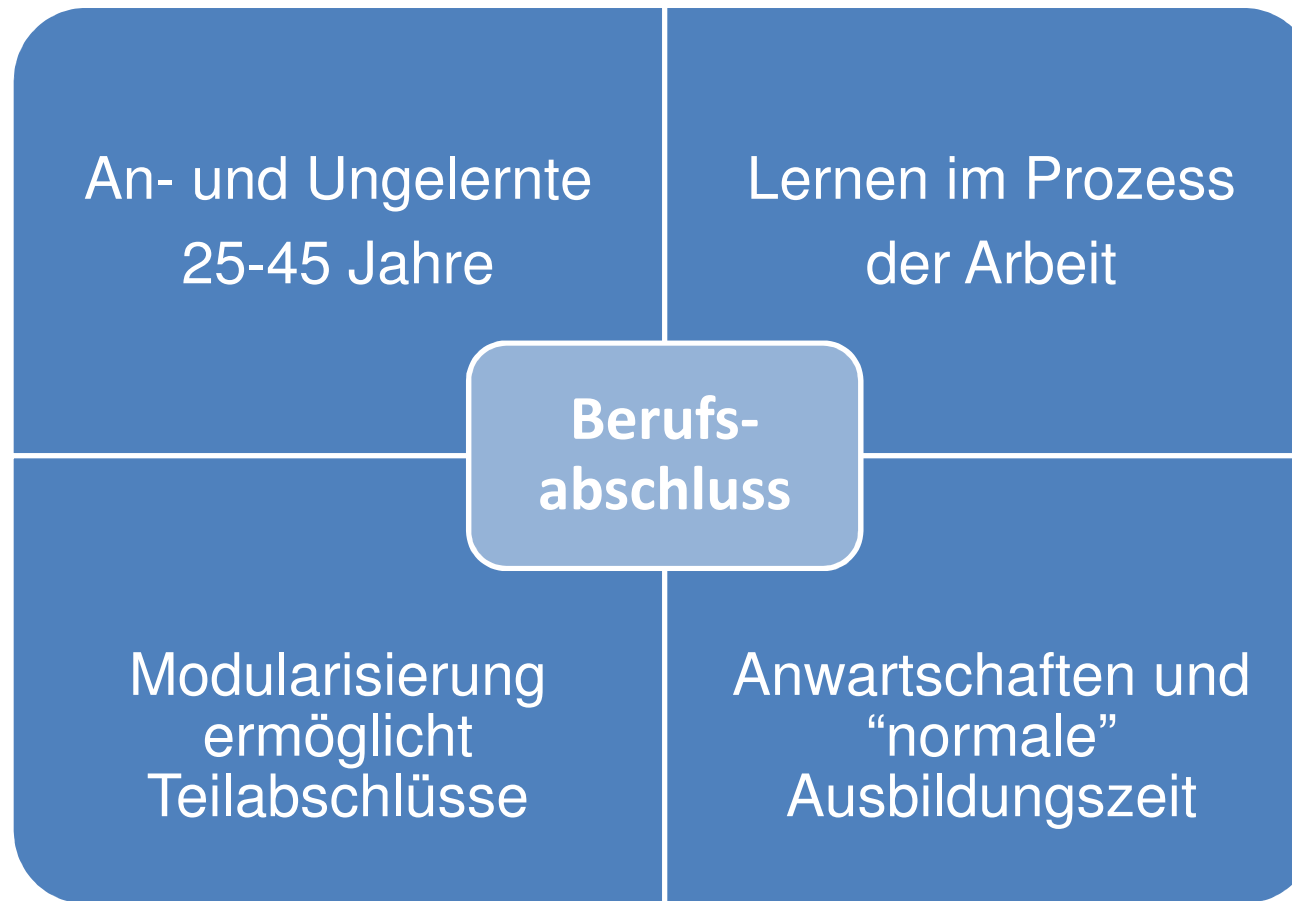 An- und Ungelernte
25-45 Jahre
Lernen im Prozess
der Arbeit
Berufs-
abschluss
Modularisierung
ermöglicht
Teilabschlüsse
Anwartschaften und
“normale”
Ausbildungszeit